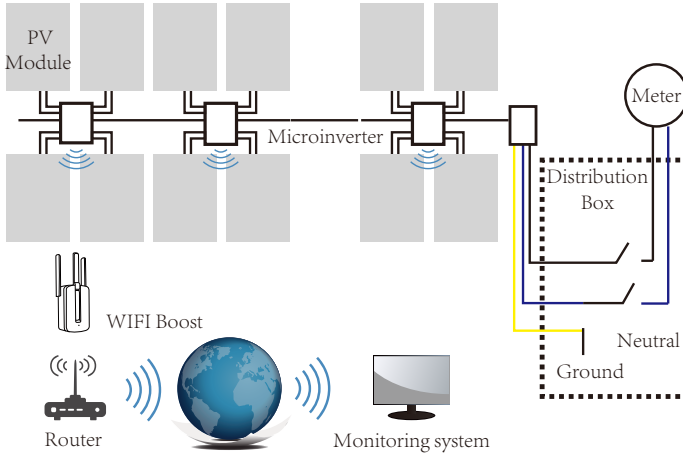 PV
Module
Microinverter
Meter
Distribution
Box
WIFI Boost
Neutral
Ground
Router
Monitoring system